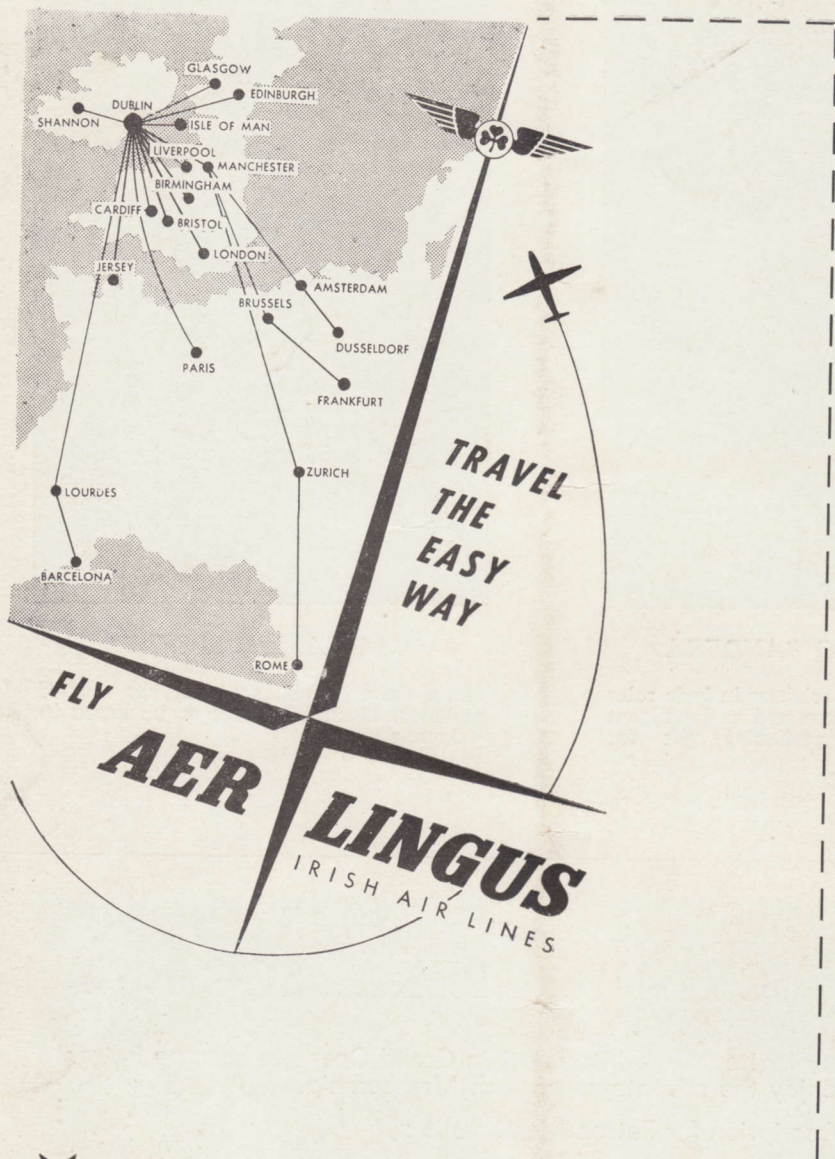 GLASGOW
EDINBURGH
DUBLIN
SHANNON
ISLE OF MAN
LIVERPOOL
MANCHESTER
BIRMINGHAM
CARDIFF
BRISTOL
LONDON
JERSEY
AMSTERDAM
BRUSSELS
DUSSELDORF
PARIS
FRANKFURT
ZURICH
LOURDES
BARCELONA
ROME
TRAVEL
THE
EASY
WAY
FLY
AER
LINGUS
IRISH AIR LINES